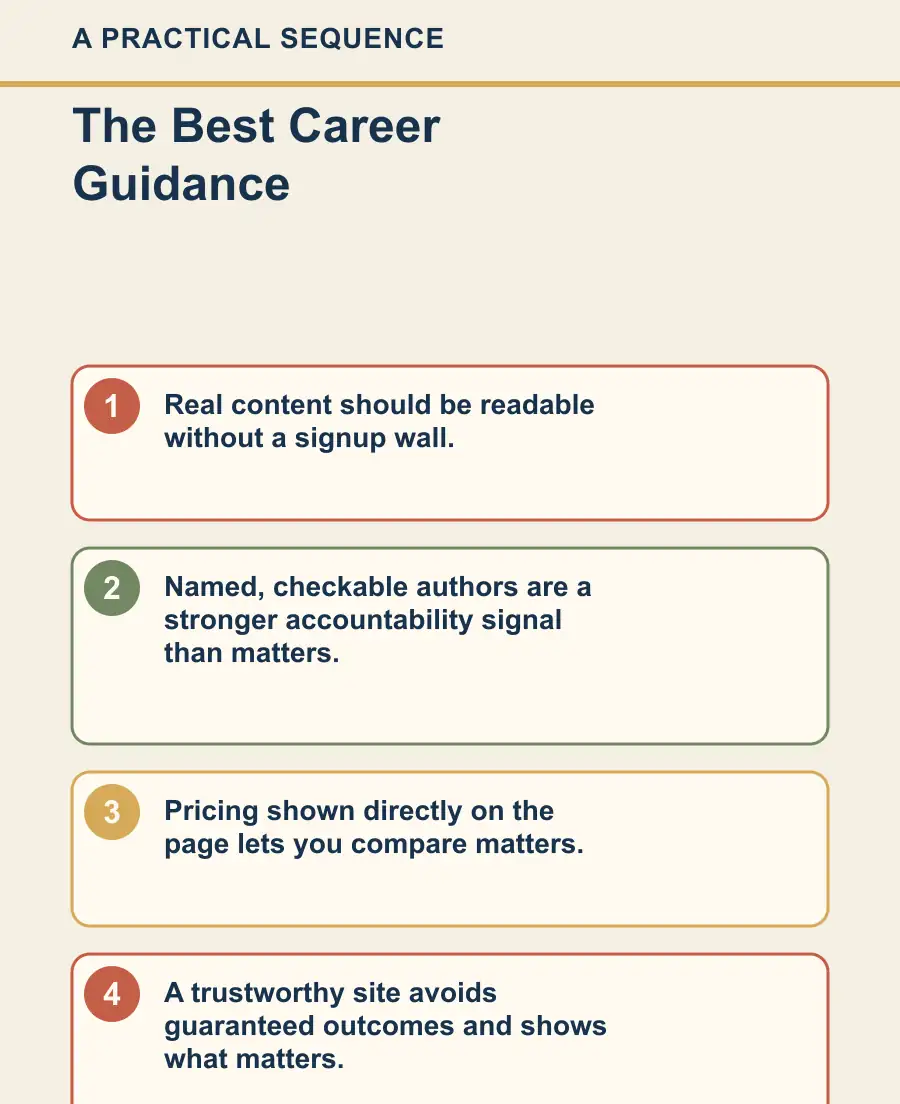 A PRACTICAL SEQUENCE
The Best Career
Guidance
1
Real content should be readable
without a signup wall.
2
Named, checkable authors are a
stronger accountability signal
than matters.
3
Pricing shown directly on the
page lets you compare matters.
4
A trustworthy site avoids
guaranteed outcomes and shows
what matters.